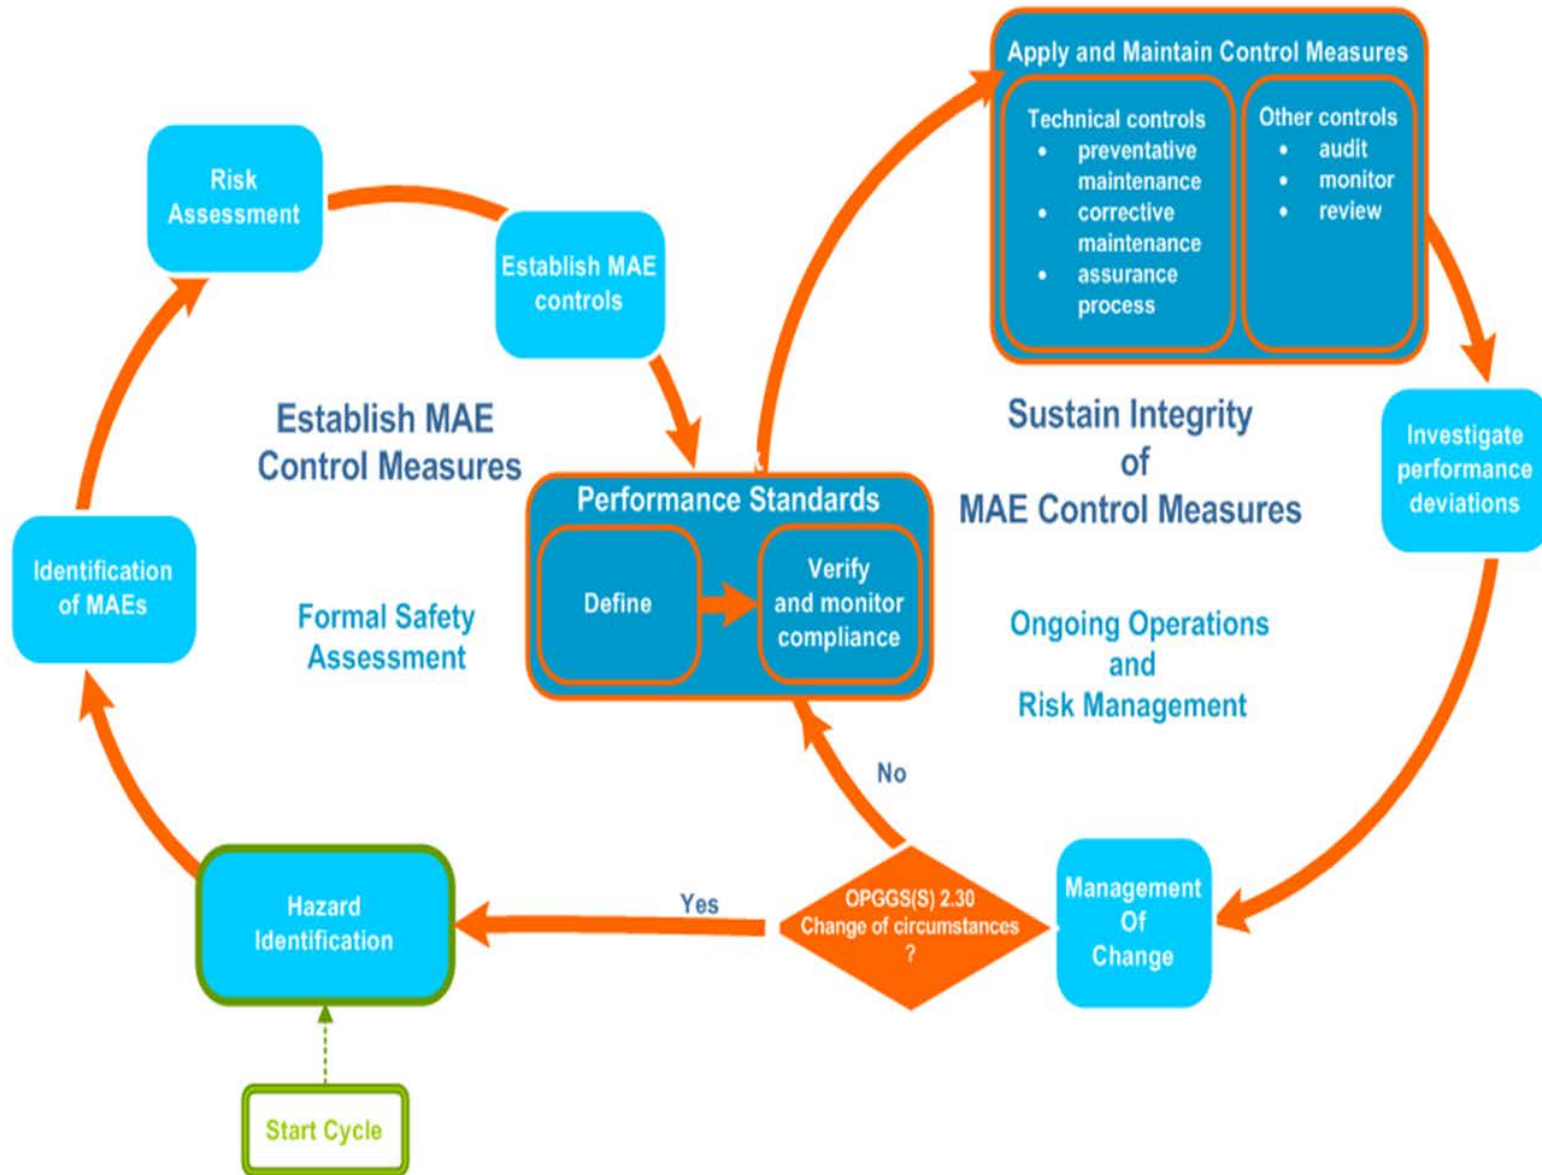 Apply and Maintain Control Measures
Technical controls
• preventative
maintenance
• corrective
maintenance
• assurance
process
Other controls
• audit
• monitor
• review
Risk
Assessment
Establish MAE
controls
Establish MAE
Control Measures
Sustain Integrity
of
MAE Control Measures
Investigate
performance
deviations
Performance Standards
Define
Verify
and monitor
compliance
Identification
of MAEs
Formal Safety
Assessment
Ongoing Operations
and
Risk Management
No
Yes
OPGGS(S) 2.30
Change of circumstances
?
Management
Of
Change
Hazard
Identification
Start Cycle